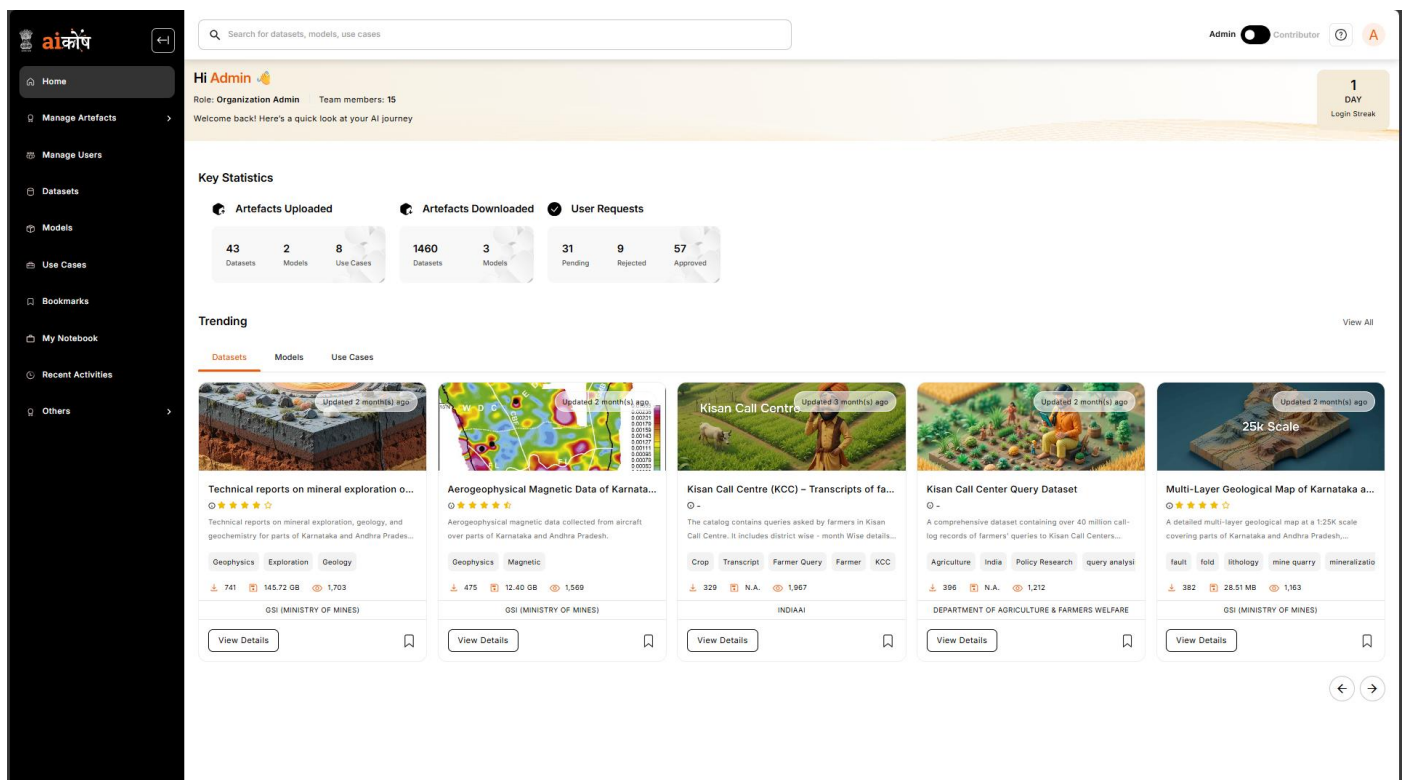 aiकोष
Search for datasets, models, use cases
Admin
Contributor
A
Home
Manage Artefacts
Manage Users
Datasets
Models
Use Cases
Bookmarks
My Notebook
Recent Activities
Others
Hi Admin 👋
Role: Organization Admin Team members: 15
Welcome back! Here's a quick look at your AI journey
1
DAY
Login Streak
Key Statistics
Artefacts Uploaded
43 2 8
Datasets Models Use Cases
Artefacts Downloaded
1460 3
Datasets Models
User Requests
31 9 57
Pending Rejected Approved
Trending
View All
Datasets Models Use Cases
Updated 2 month(s) ago
Technical reports on mineral exploration o...
Technical reports on mineral exploration, geology, and
geochemistry for parts of Karnataka and Andhra Prades...
Geophysics Exploration Geology
741 145.72 GB 1,703
GSI (MINISTRY OF MINES)
View Details
Updated 2 month(s) ago
W D C
Aerogeophysical Magnetic Data of Karnata...
Aerogeophysical magnetic data collected from aircraft
over parts of Karnataka and Andhra Pradesh.
Geophysics Magnetic
475 12.40 GB 1,569
GSI (MINISTRY OF MINES)
View Details
Updated 3 month(s) ago
Kisan Call Centre
Kisan Call Centre (KCC) – Transcripts of fa...
-
The catalog contains queries asked by farmers in Kisan
Call Centre. It includes district wise - month Wise details...
Crop Transcript Farmer Query Farmer KCC
329 N.A. 1,967
INDIAAI
View Details
Updated 2 month(s) ago
Kisan Call Center Query Dataset
-
A comprehensive dataset containing over 40 million call-
log records of farmers' queries to Kisan Call Centers...
Agriculture India Policy Research query analysi
396 N.A. 1,212
DEPARTMENT OF AGRICULTURE & FARMERS WELFARE
View Details
Updated 2 month(s) ago
25k Scale
Multi-Layer Geological Map of Karnataka a...
A detailed multi-layer geological map at a 1:25K scale
covering parts of Karnataka and Andhra Pradesh,...
fault fold lithology mine quarry mineralizatio
382 28.51 MB 1,163
GSI (MINISTRY OF MINES)
View Details